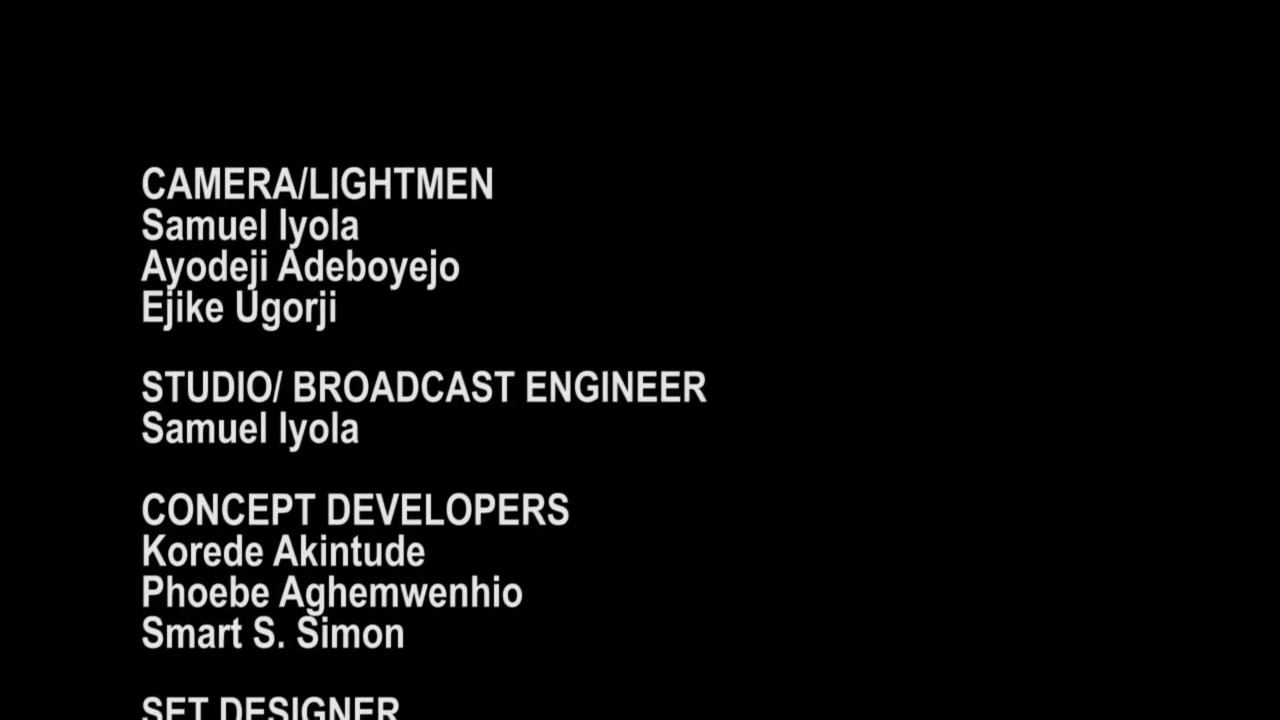 CAMERA/LIGHTMEN
Samuel Iyola
Ayodeji Adeboyejo
Ejike Ugorji
STUDIO/ BROADCAST ENGINEER
Samuel Iyola
CONCEPT DEVELOPERS
Korede Akintude
Phoebe Aghemwenhio
Smart S. Simon
SET DESIGNER